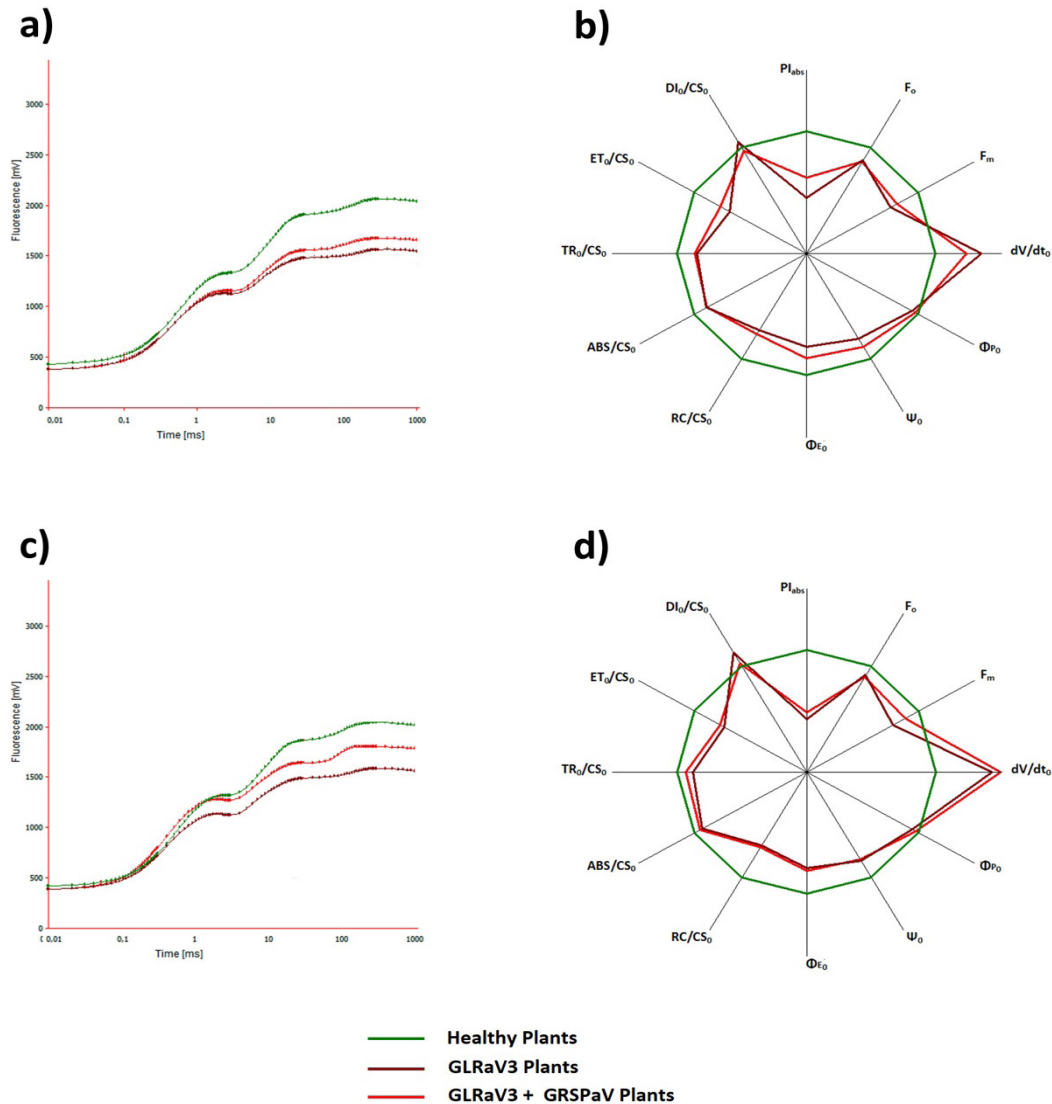 a)
Fluorescence [mV]
3000
2500
2000
1500
1000
500
0
0,01 0,1 1 10 100 1000
Time [ms]
b)
PIabs
Fo
Fm
dV/dt₀
ΦP₀
Ψ₀
ΦE₀
RC/CS₀
ABS/CS₀
TR₀/CS₀
ET₀/CS₀
DI₀/CS₀
c)
Fluorescence [mV]
3000
2500
2000
1500
1000
500
0
[ 0,01 0,1 1 10 100 1000
Time [ms]
d)
PIabs
Fo
Fm
dV/dt₀
ΦP₀
Ψ₀
ΦE₀
RC/CS₀
ABS/CS₀
TR₀/CS₀
ET₀/CS₀
DI₀/CS₀
Healthy Plants
GLRaV3 Plants
GLRaV3 + GRSPaV Plants